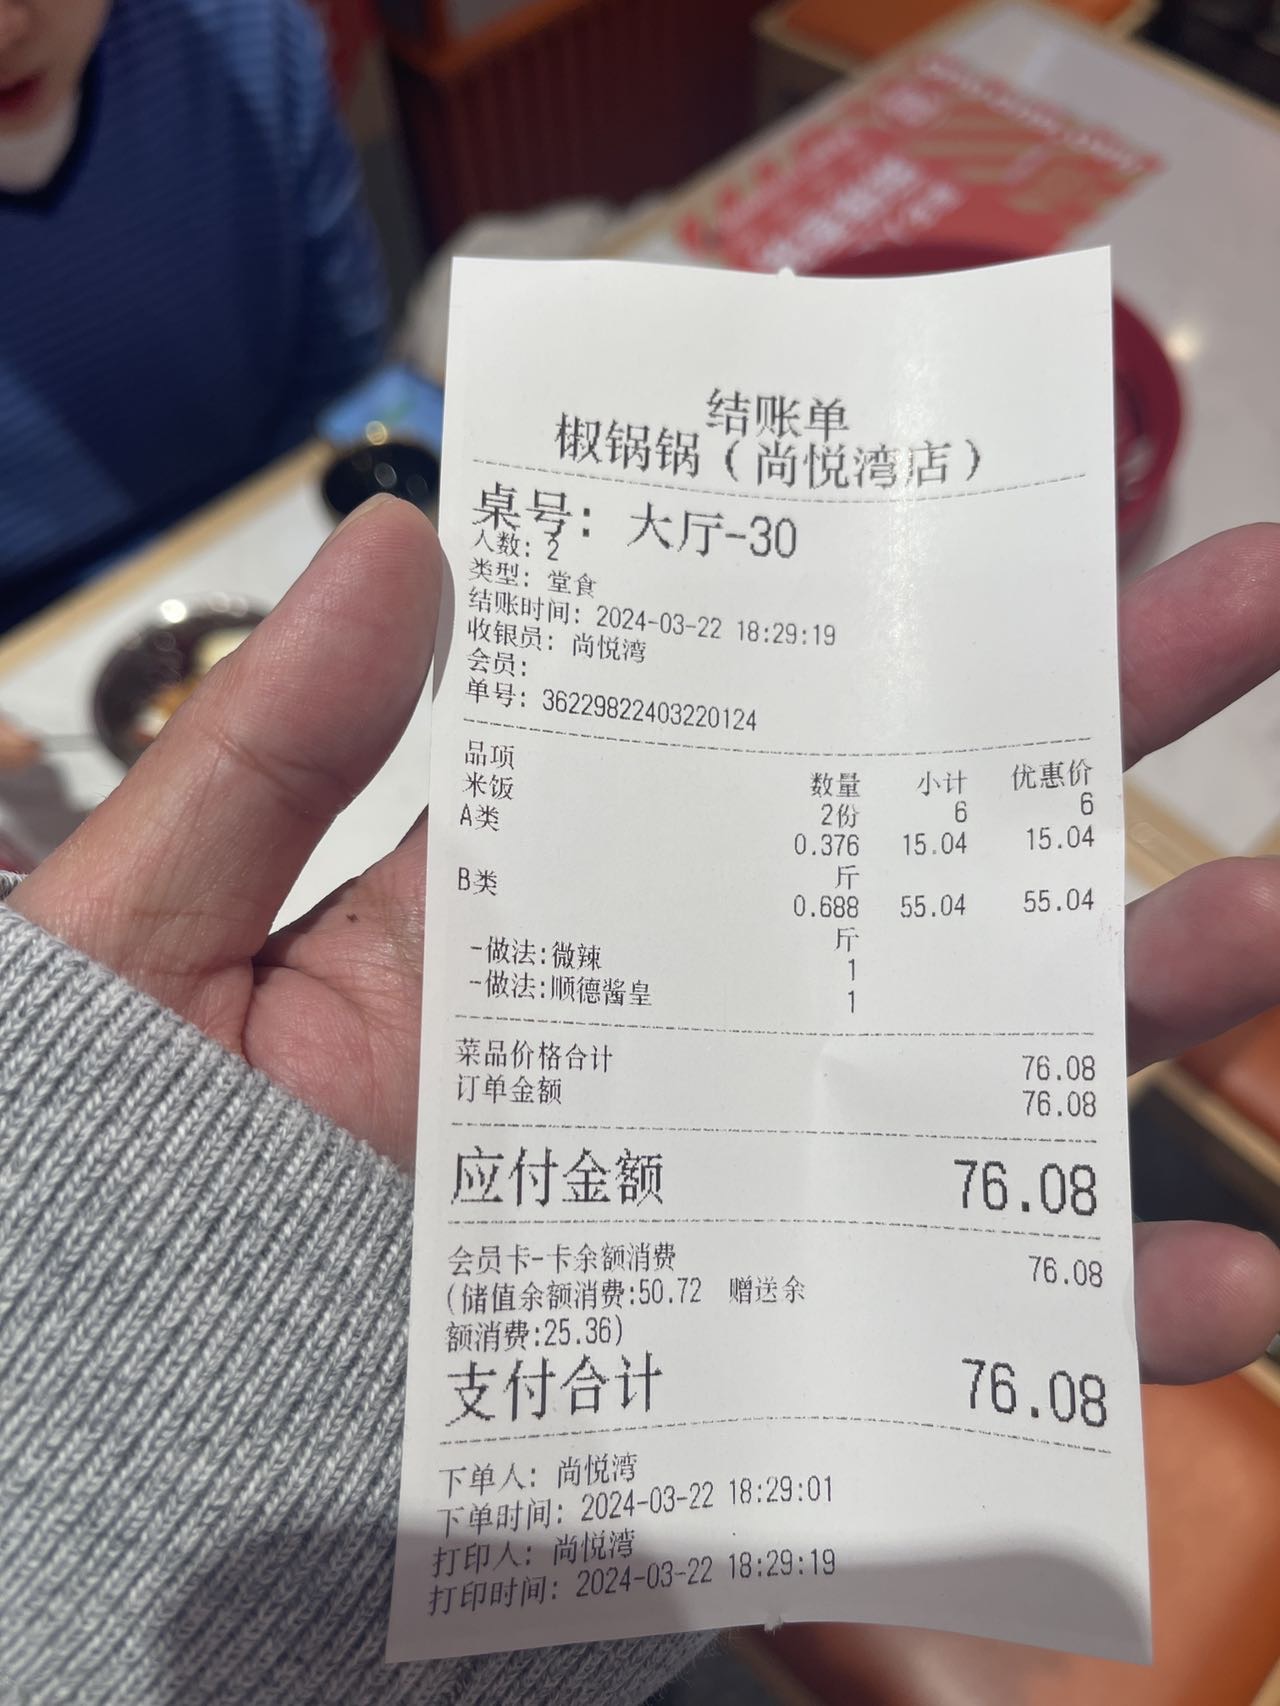 结账单
椒锅锅（尚悦湾店）
桌号：大厅-30
人数：2
类型：堂食
结账时间：2024-03-22 18:29:19
收银员：尚悦湾
会员：
单号：36229822403220124
品项 数量 小计 优惠价
米饭 2份 6 6
A类 0.376 15.04 15.04
斤
B类 0.688 55.04 55.04
斤
-做法:微辣 1
-做法:顺德酱皇 1
菜品价格合计 76.08
订单金额 76.08
应付金额 76.08
会员卡-卡余额消费 76.08
(储值余额消费:50.72 赠送余
额消费:25.36)
支付合计 76.08
下单人：尚悦湾
下单时间：2024-03-22 18:29:01
打印人：尚悦湾
打印时间：2024-03-22 18:29:19